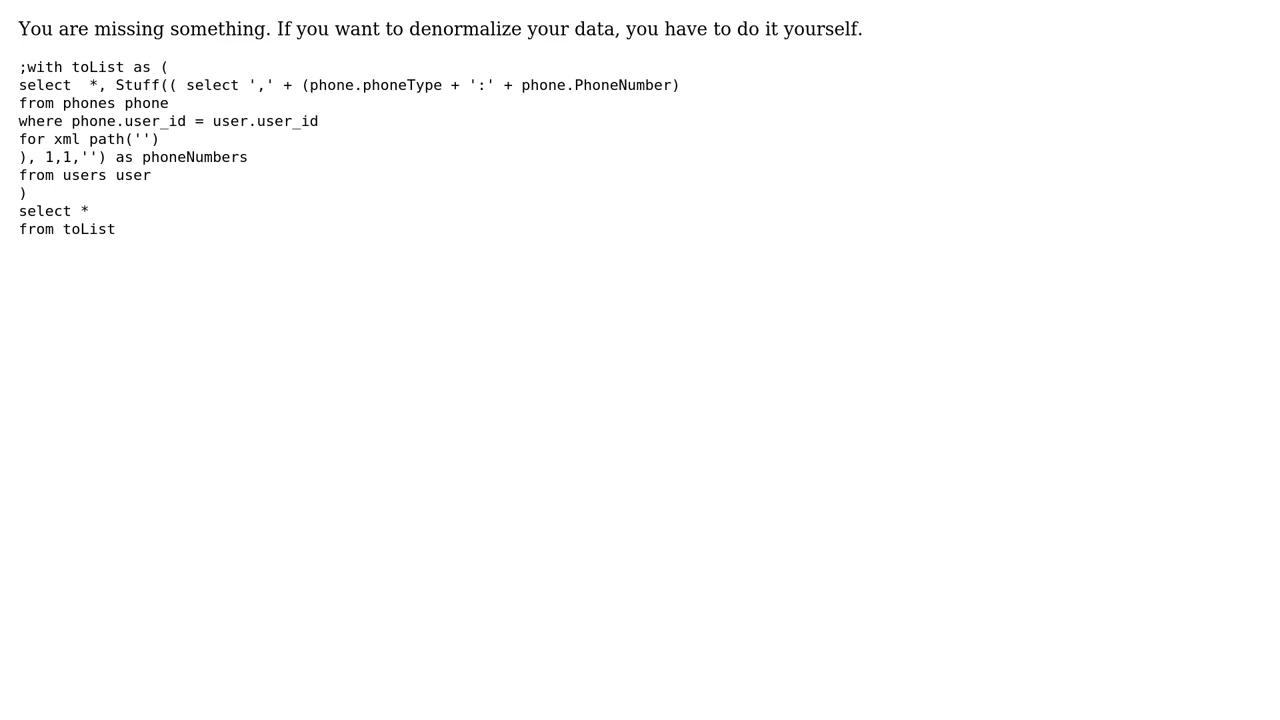 You are missing something. If you want to denormalize your data, you have to do it yourself.
;with toList as (
select  *, Stuff(( select ',' + (phone.phoneType + ':' + phone.PhoneNumber)
from phones phone
where phone.user_id = user.user_id
for xml path('')
), 1,1,'') as phoneNumbers
from users user
)
select *
from toList